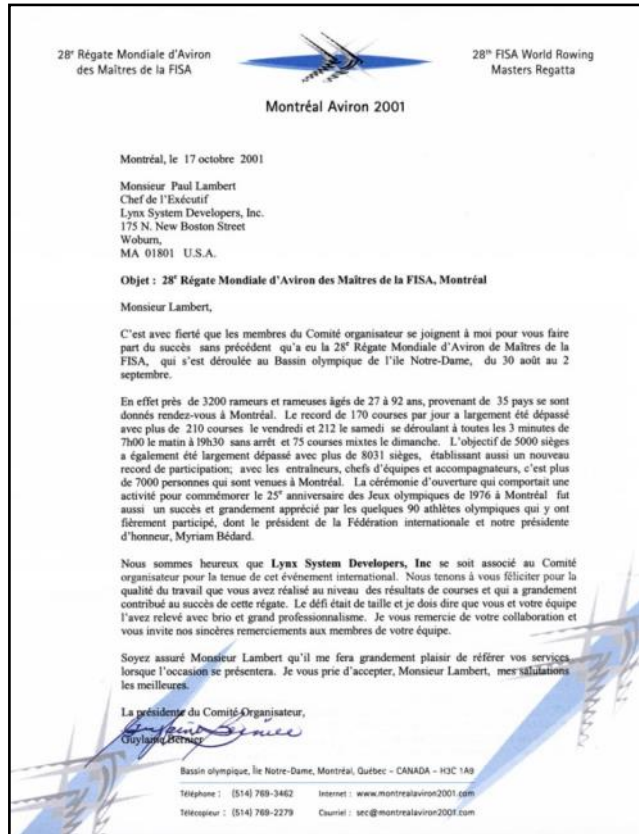 28e Régate Mondiale d'Aviron
des Maîtres de la FISA
28th FISA World Rowing
Masters Regatta
Montréal Aviron 2001
Montréal, le 17 octobre 2001
Monsieur Paul Lambert
Chef de l'Exécutif
Lynx System Developers, Inc.
175 N. New Boston Street
Woburn,
MA 01801 U.S.A.
Objet : 28e Régate Mondiale d'Aviron des Maîtres de la FISA, Montréal
Monsieur Lambert,
C'est avec fierté que les membres du Comité organisateur se joignent à moi pour vous faire
part du succès sans précédent qu'a eu la 28e Régate Mondiale d'Aviron de Maîtres de la
FISA, qui s'est déroulée au Bassin olympique de l'ile Notre-Dame, du 30 août au 2
septembre.
En effet près de 3200 rameurs et rameuses âgés de 27 à 92 ans, provenant de 35 pays se sont
donnés rendez-vous à Montréal. Le record de 170 courses par jour a largement été dépassé
avec plus de 210 courses le vendredi et 212 le samedi se déroulant à toutes les 3 minutes de
7h00 le matin à 19h30 sans arrêt et 75 courses mixtes le dimanche. L'objectif de 5000 sièges
a également été largement dépassé avec plus de 8031 sièges, établissant aussi un nouveau
record de participation; avec les entraîneurs, chefs d'équipes et accompagnateurs, c'est plus
de 7000 personnes qui sont venues à Montréal. La cérémonie d'ouverture qui comportait une
activité pour commémorer le 25e anniversaire des Jeux olympiques de 1976 à Montréal fut
aussi un succès et grandement apprécié par les quelques 90 athlètes olympiques qui y ont
fièrement participé, dont le président de la Fédération internationale et notre présidente
d'honneur, Myriam Bédard.
Nous sommes heureux que Lynx System Developers, Inc se soit associé au Comité
organisateur pour la tenue de cet événement international. Nous tenons à vous féliciter pour la
qualité du travail que vous avez réalisé au niveau des résultats de courses et qui a grandement
contribué au succès de cette régate. Le défi était de taille et je dois dire que vous et votre équipe
l'avez relevé avec brio et grand professionnalisme. Je vous remercie de votre collaboration et
vous invite nos sincères remerciements aux membres de votre équipe.
Soyez assuré Monsieur Lambert qu'il me fera grandement plaisir de référer vos services
lorsque l'occasion se présentera. Je vous prie d'accepter, Monsieur Lambert, mes salutations
les meilleures.
La présidente du Comité Organisateur,
Guylaine Bernier
Guylaine Bernier
Bassin olympique, Île Notre-Dame, Montréal, Québec - CANADA - H3C 1A9
Téléphone : (514) 769-3462 Internet : www.montrealaviron2001.com
Télécopieur : (514) 769-2279 Courriel : sec@montrealaviron2001.com